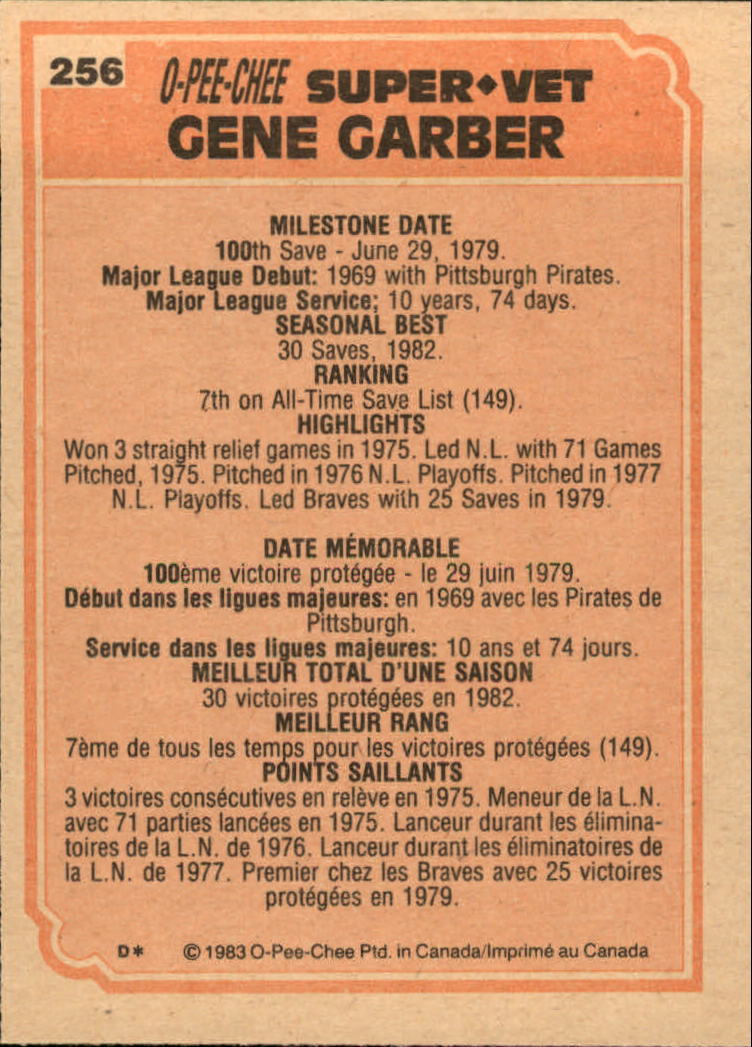 256
O-PEE-CHEE SUPER◆VET
GENE GARBER
MILESTONE DATE
100th Save - June 29, 1979.
Major League Debut: 1969 with Pittsburgh Pirates.
Major League Service; 10 years, 74 days.
SEASONAL BEST
30 Saves, 1982.
RANKING
7th on All-Time Save List (149).
HIGHLIGHTS
Won 3 straight relief games in 1975. Led N.L. with 71 Games
Pitched, 1975. Pitched in 1976 N.L. Playoffs. Pitched in 1977
N.L. Playoffs. Led Braves with 25 Saves in 1979.
DATE MÉMORABLE
100ème victoire protégée - le 29 juin 1979.
Début dans les ligues majeures: en 1969 avec les Pirates de
Pittsburgh.
Service dans les ligues majeures: 10 ans et 74 jours.
MEILLEUR TOTAL D'UNE SAISON
30 victoires protégées en 1982.
MEILLEUR RANG
7ème de tous les temps pour les victoires protégées (149).
POINTS SAILLANTS
3 victoires consécutives en relève en 1975. Meneur de la L.N.
avec 71 parties lancées en 1975. Lanceur durant les élimina-
toires de la L.N. de 1976. Lanceur durant les éliminatoires de
la L.N. de 1977. Premier chez les Braves avec 25 victoires
protégées en 1979.
D* © 1983 O-Pee-Chee Ptd. in Canada/Imprimé au Canada